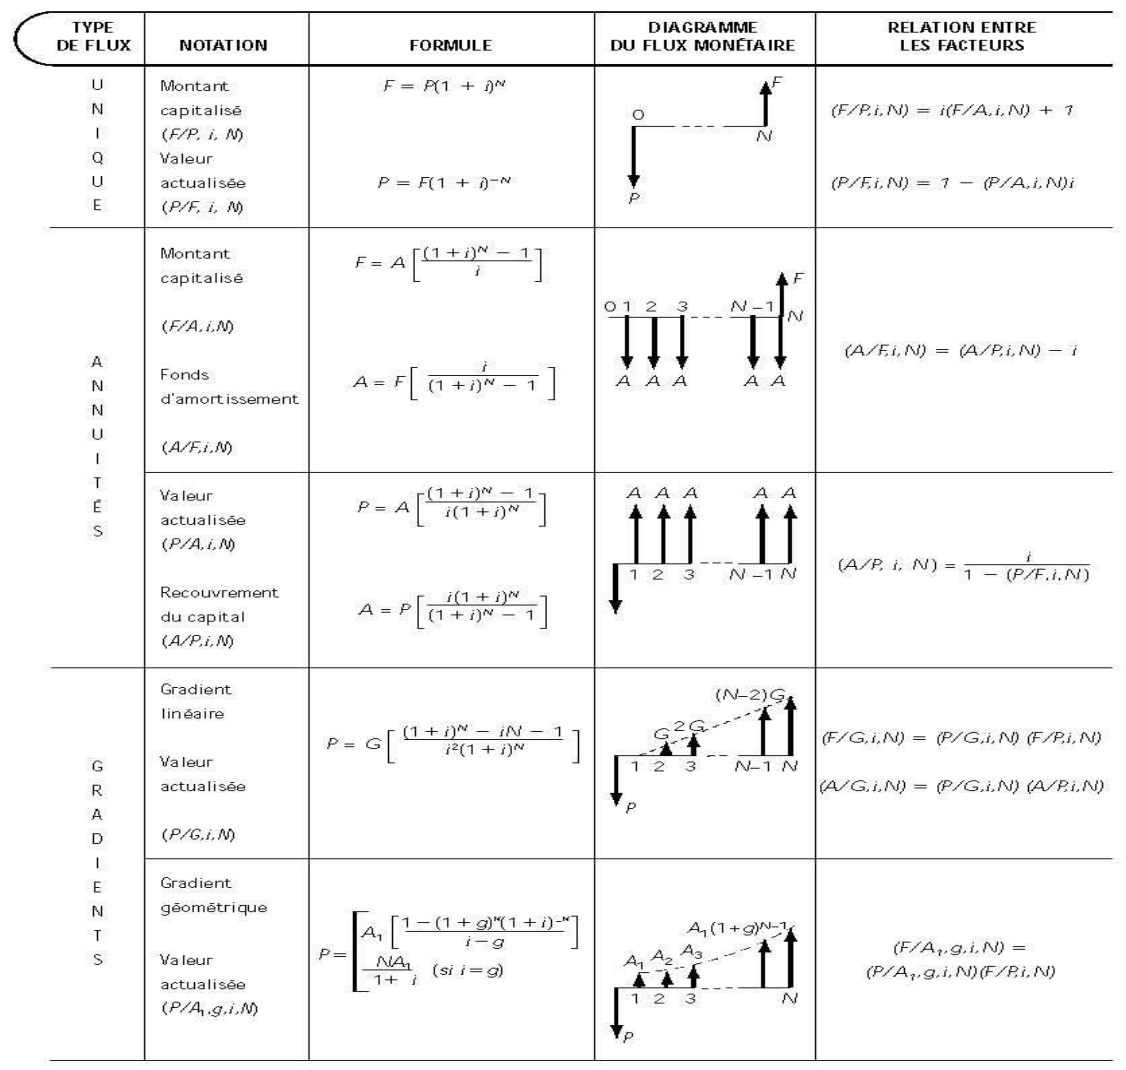 TYPE
DE FLUX
NOTATION
FORMULE
DIAGRAMME
DU FLUX MONÉTAIRE
RELATION ENTRE
LES FACTEURS
U
N
I
Q
U
E
Montant
capitalisé
(F/P, i, N)
Valeur
actualisée
(P/F, i, N)
F = P(1 + i)^N
P = F(1 + i)^–N
F
0
N
P
(F/P,i,N) = i(F/A,i,N) + 1
(P/F,i,N) = 1 – (P/A,i,N)i
A
N
N
U
I
T
É
S
Montant
capitalisé
(F/A,i,N)
Fonds
d'amortissement
(A/F,i,N)
F = A [((1 + i)^N – 1) / i]
A = F[ i / ((1 + i)^N – 1) ]
F
0 1 2 3 N–1 N
A A A A A
(A/F,i,N) = (A/P,i,N) – i
Valeur
actualisée
(P/A,i,N)
Recouvrement
du capital
(A/P,i,N)
P = A [((1 + i)^N – 1) / (i(1 + i)^N)]
A = P [(i(1 + i)^N) / ((1 + i)^N – 1)]
A A A A A
1 2 3 N–1 N
(A/P, i, N) = i / (1 – (P/F,i,N))
G
R
A
D
I
E
N
T
S
Gradient
linéaire
Valeur
actualisée
(P/G,i,N)
P = G [ ((1 + i)^N – iN – 1) / (i²(1 + i)^N) ]
(N–2)G
G 2G
1 2 3 N–1 N
P
(F/G,i,N) = (P/G,i,N) (F/P,i,N)
(A/G,i,N) = (P/G,i,N) (A/P,i,N)
Gradient
géométrique
Valeur
actualisée
(P/A₁,g,i,N)
P = [ A₁ [(1 – (1 + g)^N(1 + i)^–N) / (i – g)]
NA₁ / (1 + i) (si i = g)
A₁(1+g)^N–1
A₁ A₂ A₃
1 2 3 N
P
(F/A₁,g,i,N) =
(P/A₁,g,i,N)(F/P,i,N)